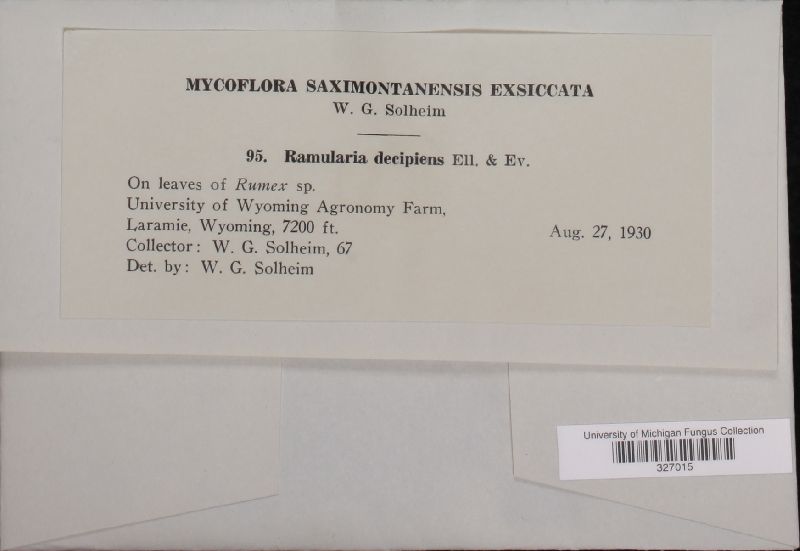 MYCOFLORA SAXIMONTANENSIS EXSICCATA
W. G. Solheim
95. Ramularia decipiens Ell. & Ev.
On leaves of Rumex sp.
University of Wyoming Agronomy Farm,
Laramie, Wyoming, 7200 ft. Aug. 27, 1930
Collector: W. G. Solheim, 67
Det. by: W. G. Solheim
University of Michigan Fungus Collection
327015